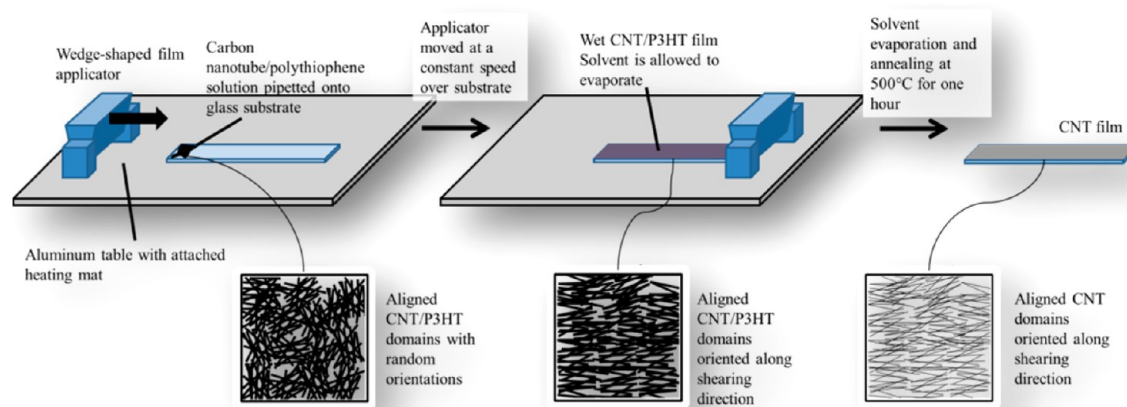 Wedge-shaped film
applicator
Carbon
nanotube/polythiophene
solution pipetted onto
glass substrate
Applicator
moved at a
constant speed
over substrate
Wet CNT/P3HT film
Solvent is allowed to
evaporate
Solvent
evaporation and
annealing at
500°C for one
hour
CNT film
Aluminum table with attached
heating mat
Aligned
CNT/P3HT
domains with
random
orientations
Aligned
CNT/P3HT
domains
oriented along
shearing
direction
Aligned CNT
domains
oriented along
shearing
direction